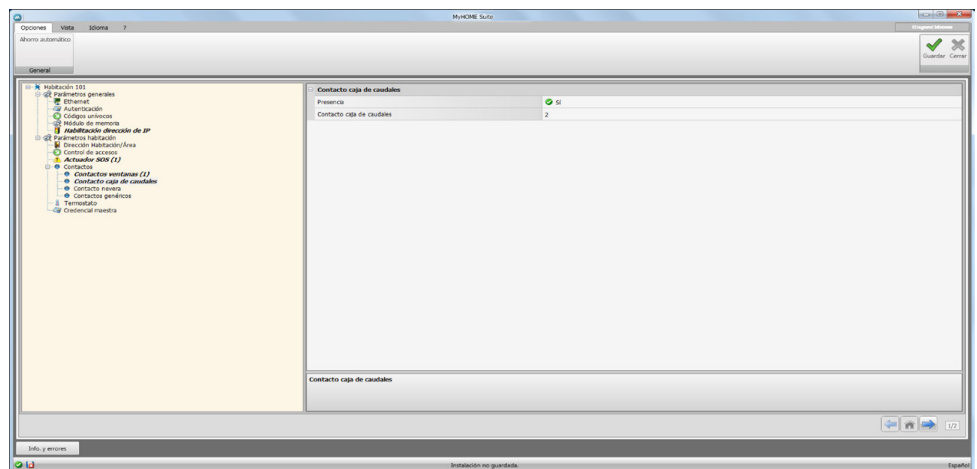 MyHOME Suite
Opciones Vista Idioma ?
Ahorro automático
Guardar Cerrar
General
Habitación 101
Parámetros generales
Ethernet
Autenticación
Códigos unívocos
Módulo de memoria
Habilitación dirección de IP
Parámetros habitación
Dirección Habitación/Área
Control de accesos
Actuador SOS (1)
Contactos
Contactos ventanas (1)
Contacto caja de caudales
Contacto nevera
Contactos genéricos
Termostato
Credencial maestra
Contacto caja de caudales
Presencia Sí
Contacto caja de caudales 2
Contacto caja de caudales
1/2
Info. y errores
Instalación no guardada. Español